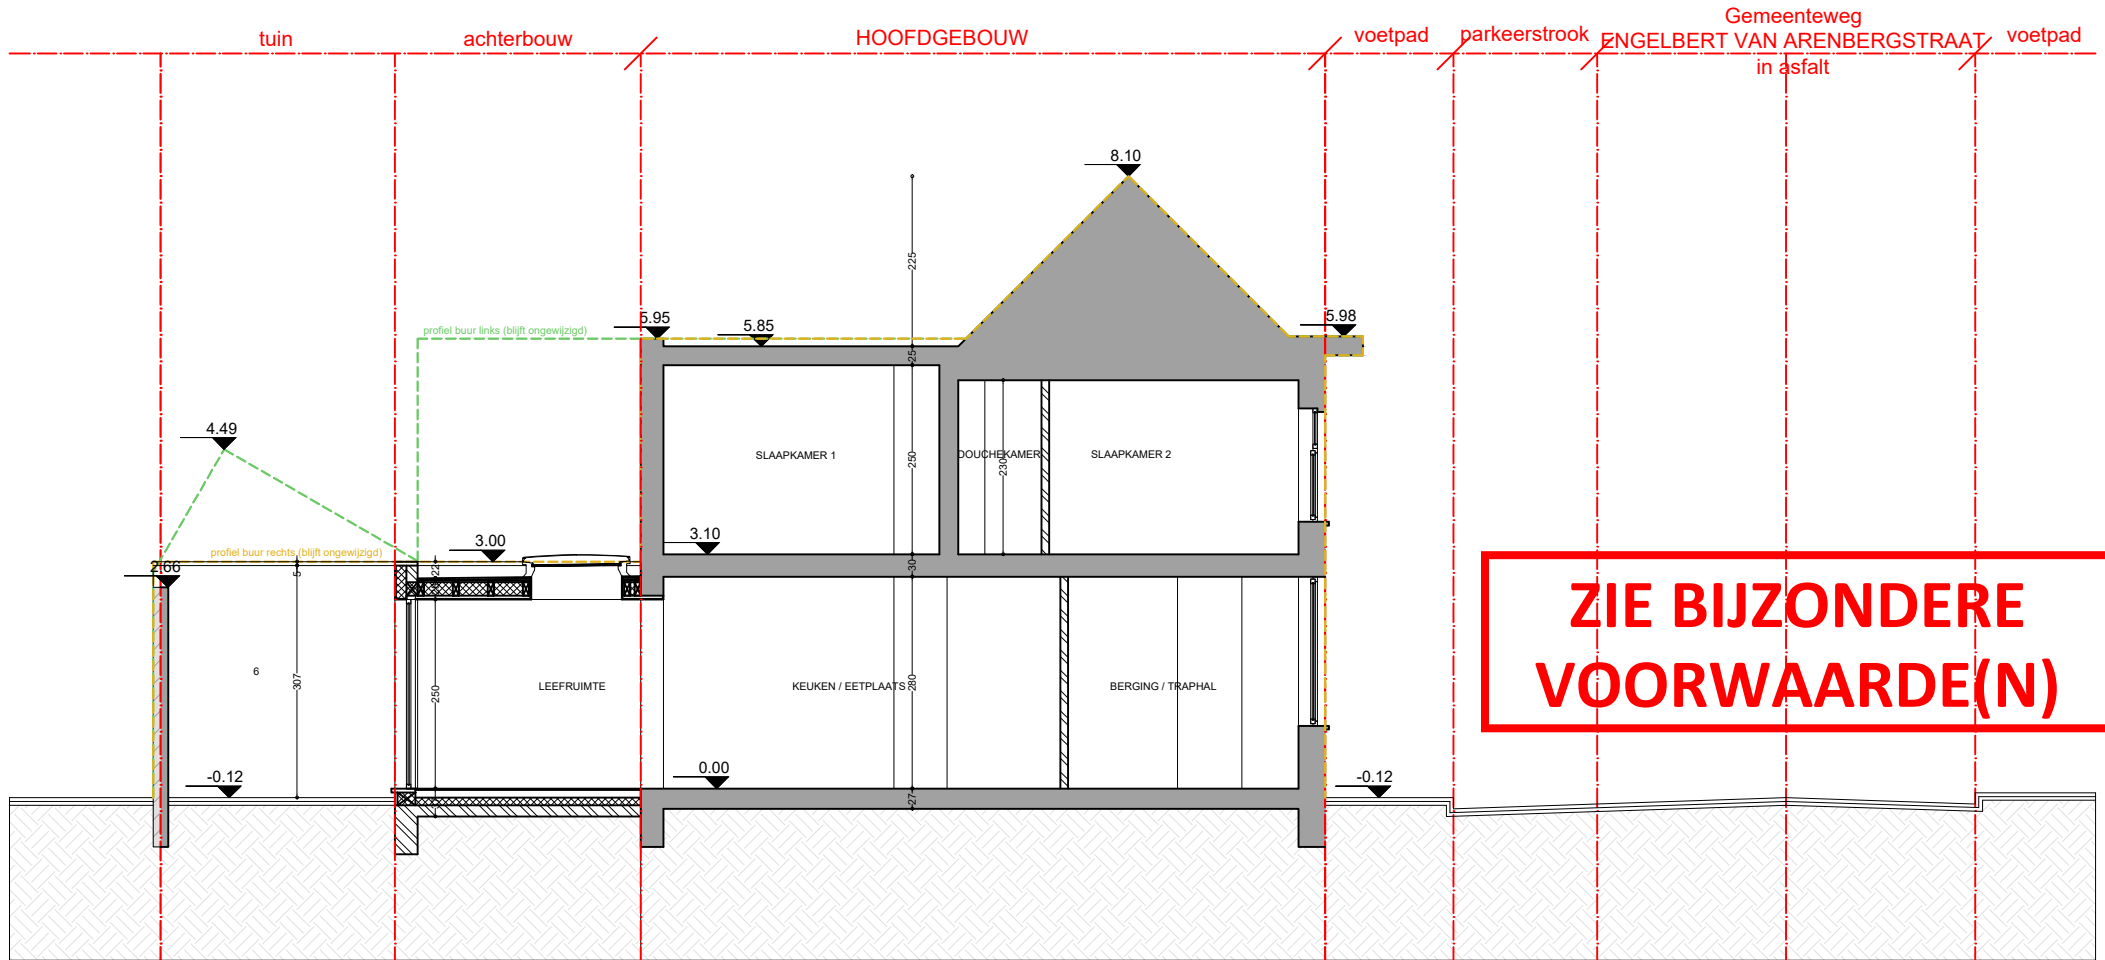 tuin
achterbouw
HOOFDGEBOUW
voetpad
parkeerstrook
Gemeenteweg
ENGELBERT VAN ARENBERGSTRAAT
in asfalt
voetpad
8.10
225
5.95
5.85
5.98
profiel buur links (blijft ongewijzigd)
25
4.49
SLAAPKAMER 1
250
DOUCHEKAMER
230
SLAAPKAMER 2
3.10
3.00
profiel buur rechts (blijft ongewijzigd)
2.66
5
22
30
ZIE BIJZONDERE
VOORWAARDE(N)
6
307
250
LEEFRUIMTE
KEUKEN / EETPLAATS
280
BERGING / TRAPHAL
-0.12
0.00
-0.12
27